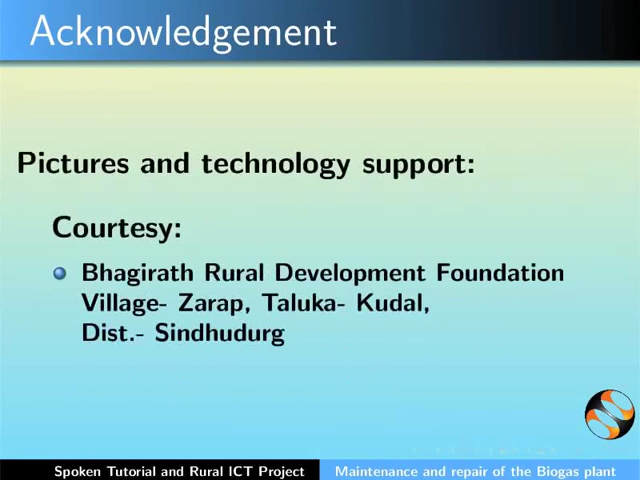 Acknowledgement
Pictures and technology support:
Courtesy:
Bhagirath Rural Development Foundation
Village- Zarap, Taluka- Kudal,
Dist.- Sindhudurg
Spoken Tutorial and Rural ICT Project
Maintenance and repair of the Biogas plant